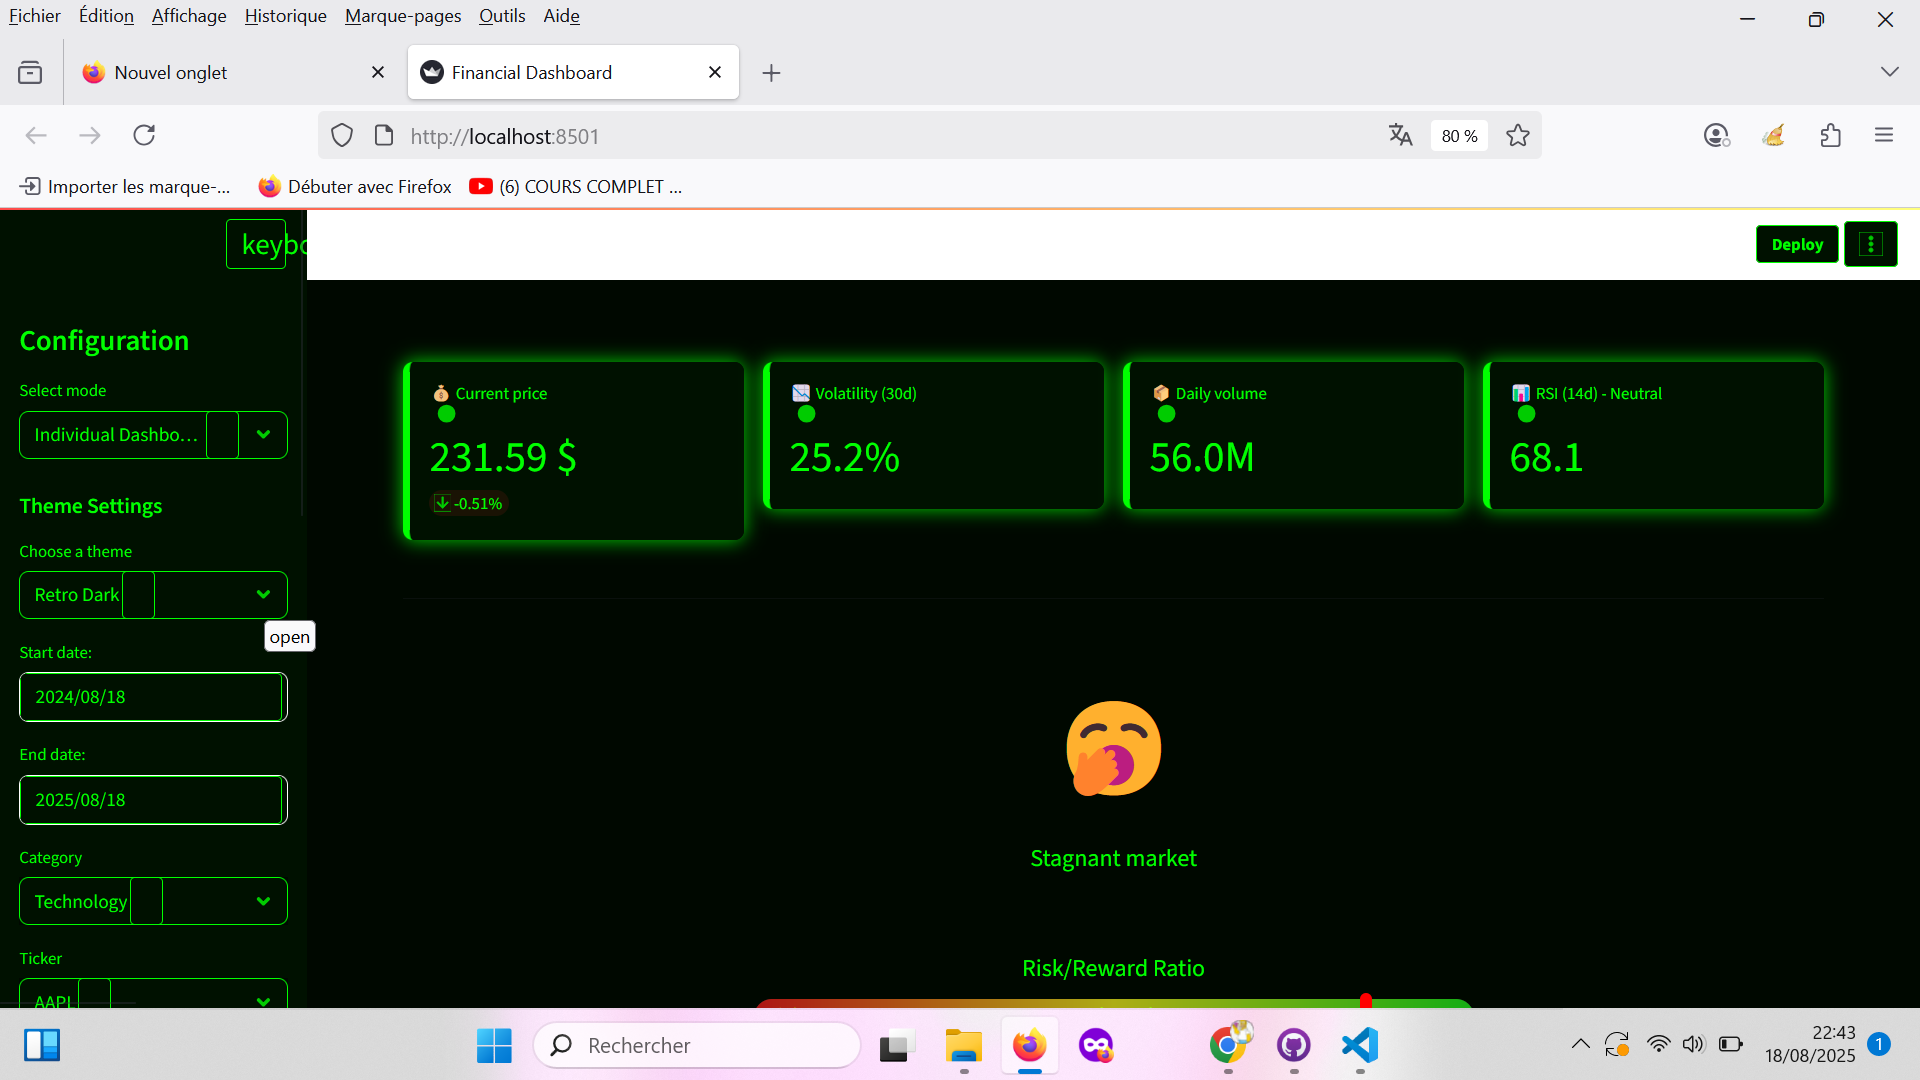 Fichier Édition Affichage Historique Marque-pages Outils Aide
Nouvel onglet
Financial Dashboard
http://localhost:8501
80 %
Importer les marque-...
Débuter avec Firefox
(6) COURS COMPLET ...
keybo
Deploy
Configuration
Select mode
Individual Dashbo...
Theme Settings
Choose a theme
Retro Dark
open
Start date:
2024/08/18
End date:
2025/08/18
Category
Technology
Ticker
AAPL
Current price
231.59 $
-0.51%
Volatility (30d)
25.2%
Daily volume
56.0M
RSI (14d) - Neutral
68.1
Stagnant market
Risk/Reward Ratio
Rechercher
22:43
18/08/2025
1